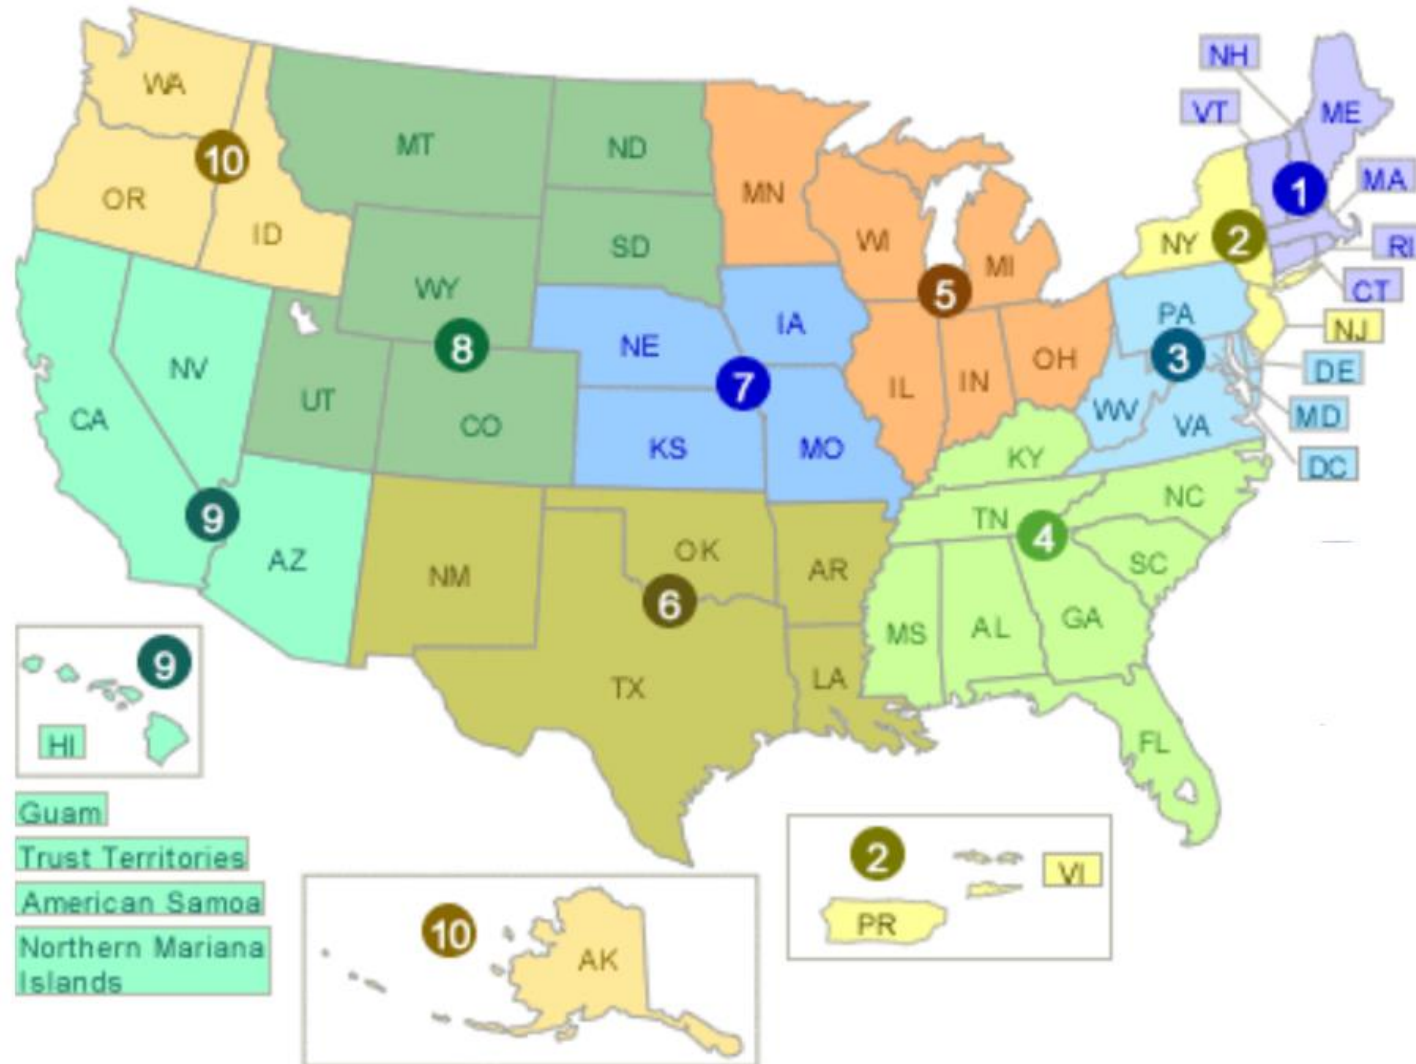 NH
VT
ME
WA
MT
ND
10
MN
MA
1
OR
ID
WI
NY
2
RI
SD
MI
WY
5
CT
PA
NJ
IA
8
NE
3
NV
7
UT
IL
IN
OH
DE
CA
CO
WV
MD
VA
KS
MO
KY
DC
NC
9
TN
4
OK
AZ
NM
AR
SC
6
MS
AL
GA
TX
LA
9
HI
FL
Guam
Trust Territories
American Samoa
Northern Mariana
Islands
2
VI
PR
10
AK